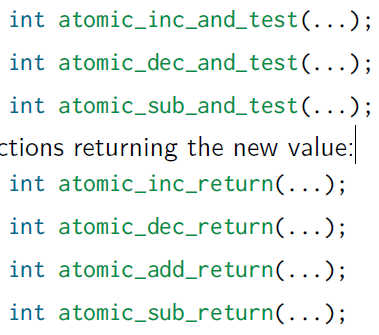 int atomic_inc_and_test(...);
int atomic_dec_and_test(...);
int atomic_sub_and_test(...);
ctions returning the new value:
int atomic_inc_return(...);
int atomic_dec_return(...);
int atomic_add_return(...);
int atomic_sub_return(...);